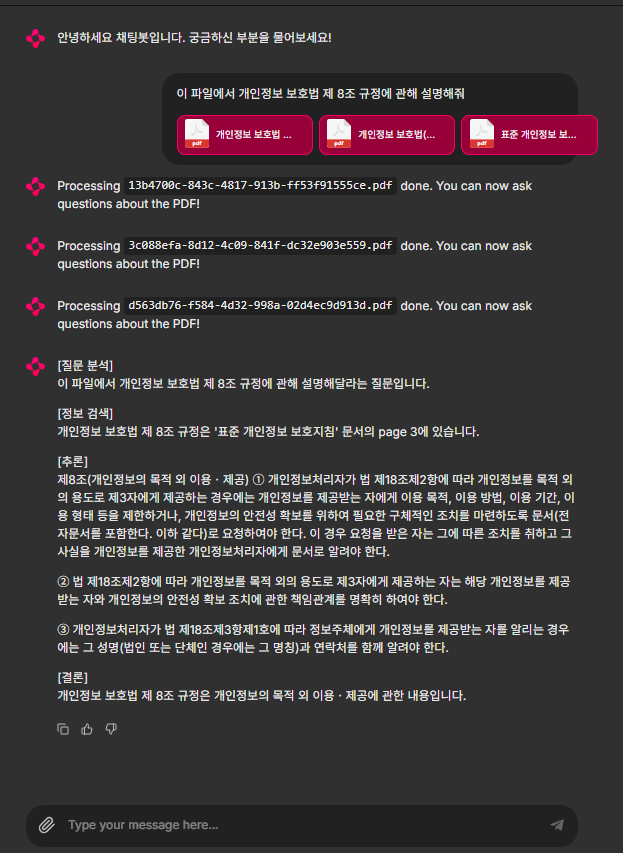 안녕하세요 채팅봇입니다. 궁금하신 부분을 물어보세요!
이 파일에서 개인정보 보호법 제 8조 규정에 관해 설명해줘
개인정보 보호법 ...
개인정보 보호법(...
표준 개인정보 보...
pdf
pdf
pdf
Processing 13b4700c-843c-4817-913b-ff53f91555ce.pdf done. You can now ask
questions about the PDF!
Processing 3c088efa-8d12-4c09-841f-dc32e903e559.pdf done. You can now ask
questions about the PDF!
Processing d563db76-f584-4d32-998a-02d4ec9d913d.pdf done. You can now ask
questions about the PDF!
[질문 분석]
이 파일에서 개인정보 보호법 제 8조 규정에 관해 설명해달라는 질문입니다.
[정보 검색]
개인정보 보호법 제 8조 규정은 '표준 개인정보 보호지침' 문서의 page 3에 있습니다.
[추론]
제8조(개인정보의 목적 외 이용ㆍ제공) ① 개인정보처리자가 법 제18조제2항에 따라 개인정보를 목적 외
의 용도로 제3자에게 제공하는 경우에는 개인정보를 제공받는 자에게 이용 목적, 이용 방법, 이용 기간, 이
용 형태 등을 제한하거나, 개인정보의 안전성 확보를 위하여 필요한 구체적인 조치를 마련하도록 문서(전
자문서를 포함한다. 이하 같다)로 요청하여야 한다. 이 경우 요청을 받은 자는 그에 따른 조치를 취하고 그
사실을 개인정보를 제공한 개인정보처리자에게 문서로 알려야 한다.
② 법 제18조제2항에 따라 개인정보를 목적 외의 용도로 제3자에게 제공하는 자는 해당 개인정보를 제공
받는 자와 개인정보의 안전성 확보 조치에 관한 책임관계를 명확히 하여야 한다.
③ 개인정보처리자가 법 제18조제3항제1호에 따라 정보주체에게 개인정보를 제공받는 자를 알리는 경우
에는 그 성명(법인 또는 단체인 경우에는 그 명칭)과 연락처를 함께 알려야 한다.
[결론]
개인정보 보호법 제 8조 규정은 개인정보의 목적 외 이용ㆍ제공에 관한 내용입니다.
Type your message here...